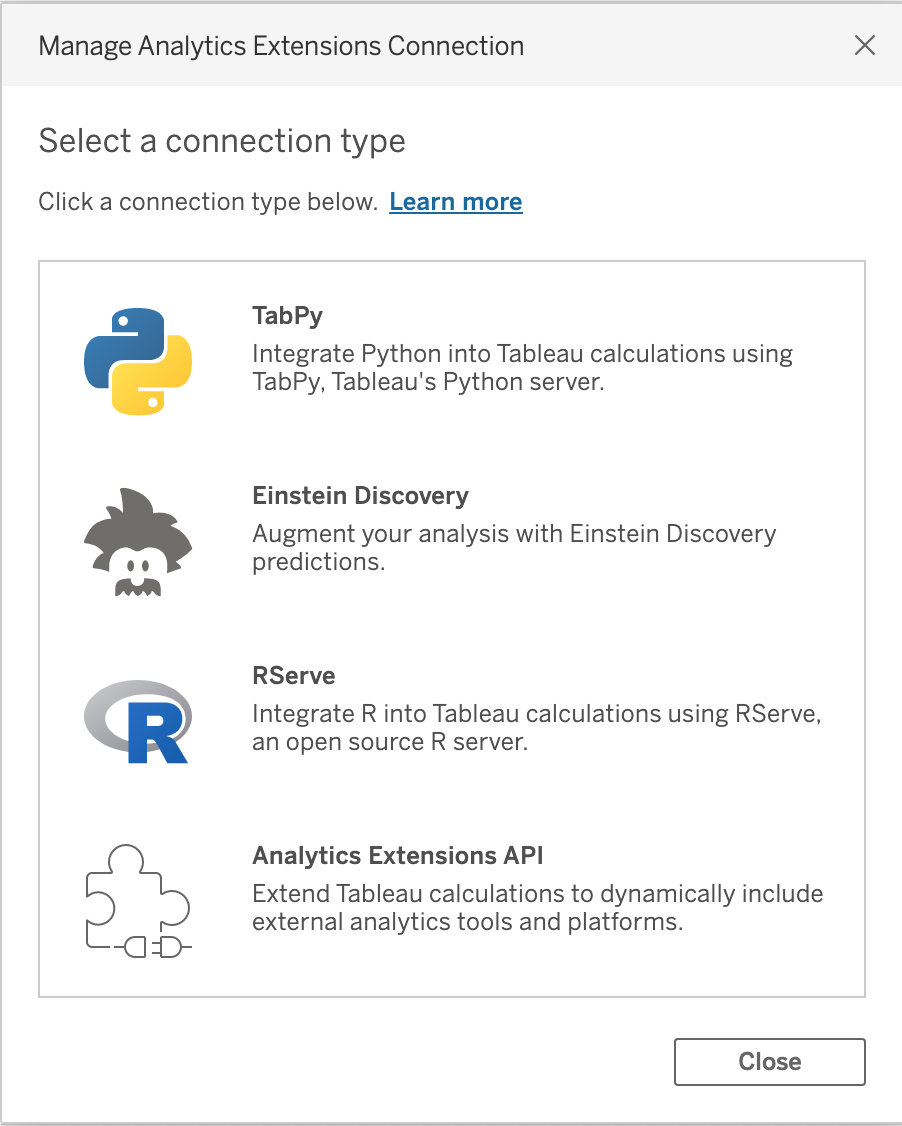 Manage Analytics Extensions Connection
Select a connection type
Click a connection type below. Learn more
TabPy
Integrate Python into Tableau calculations using
TabPy, Tableau's Python server.
Einstein Discovery
Augment your analysis with Einstein Discovery
predictions.
R
RServe
Integrate R into Tableau calculations using RServe,
an open source R server.
Analytics Extensions API
Extend Tableau calculations to dynamically include
external analytics tools and platforms.
Close